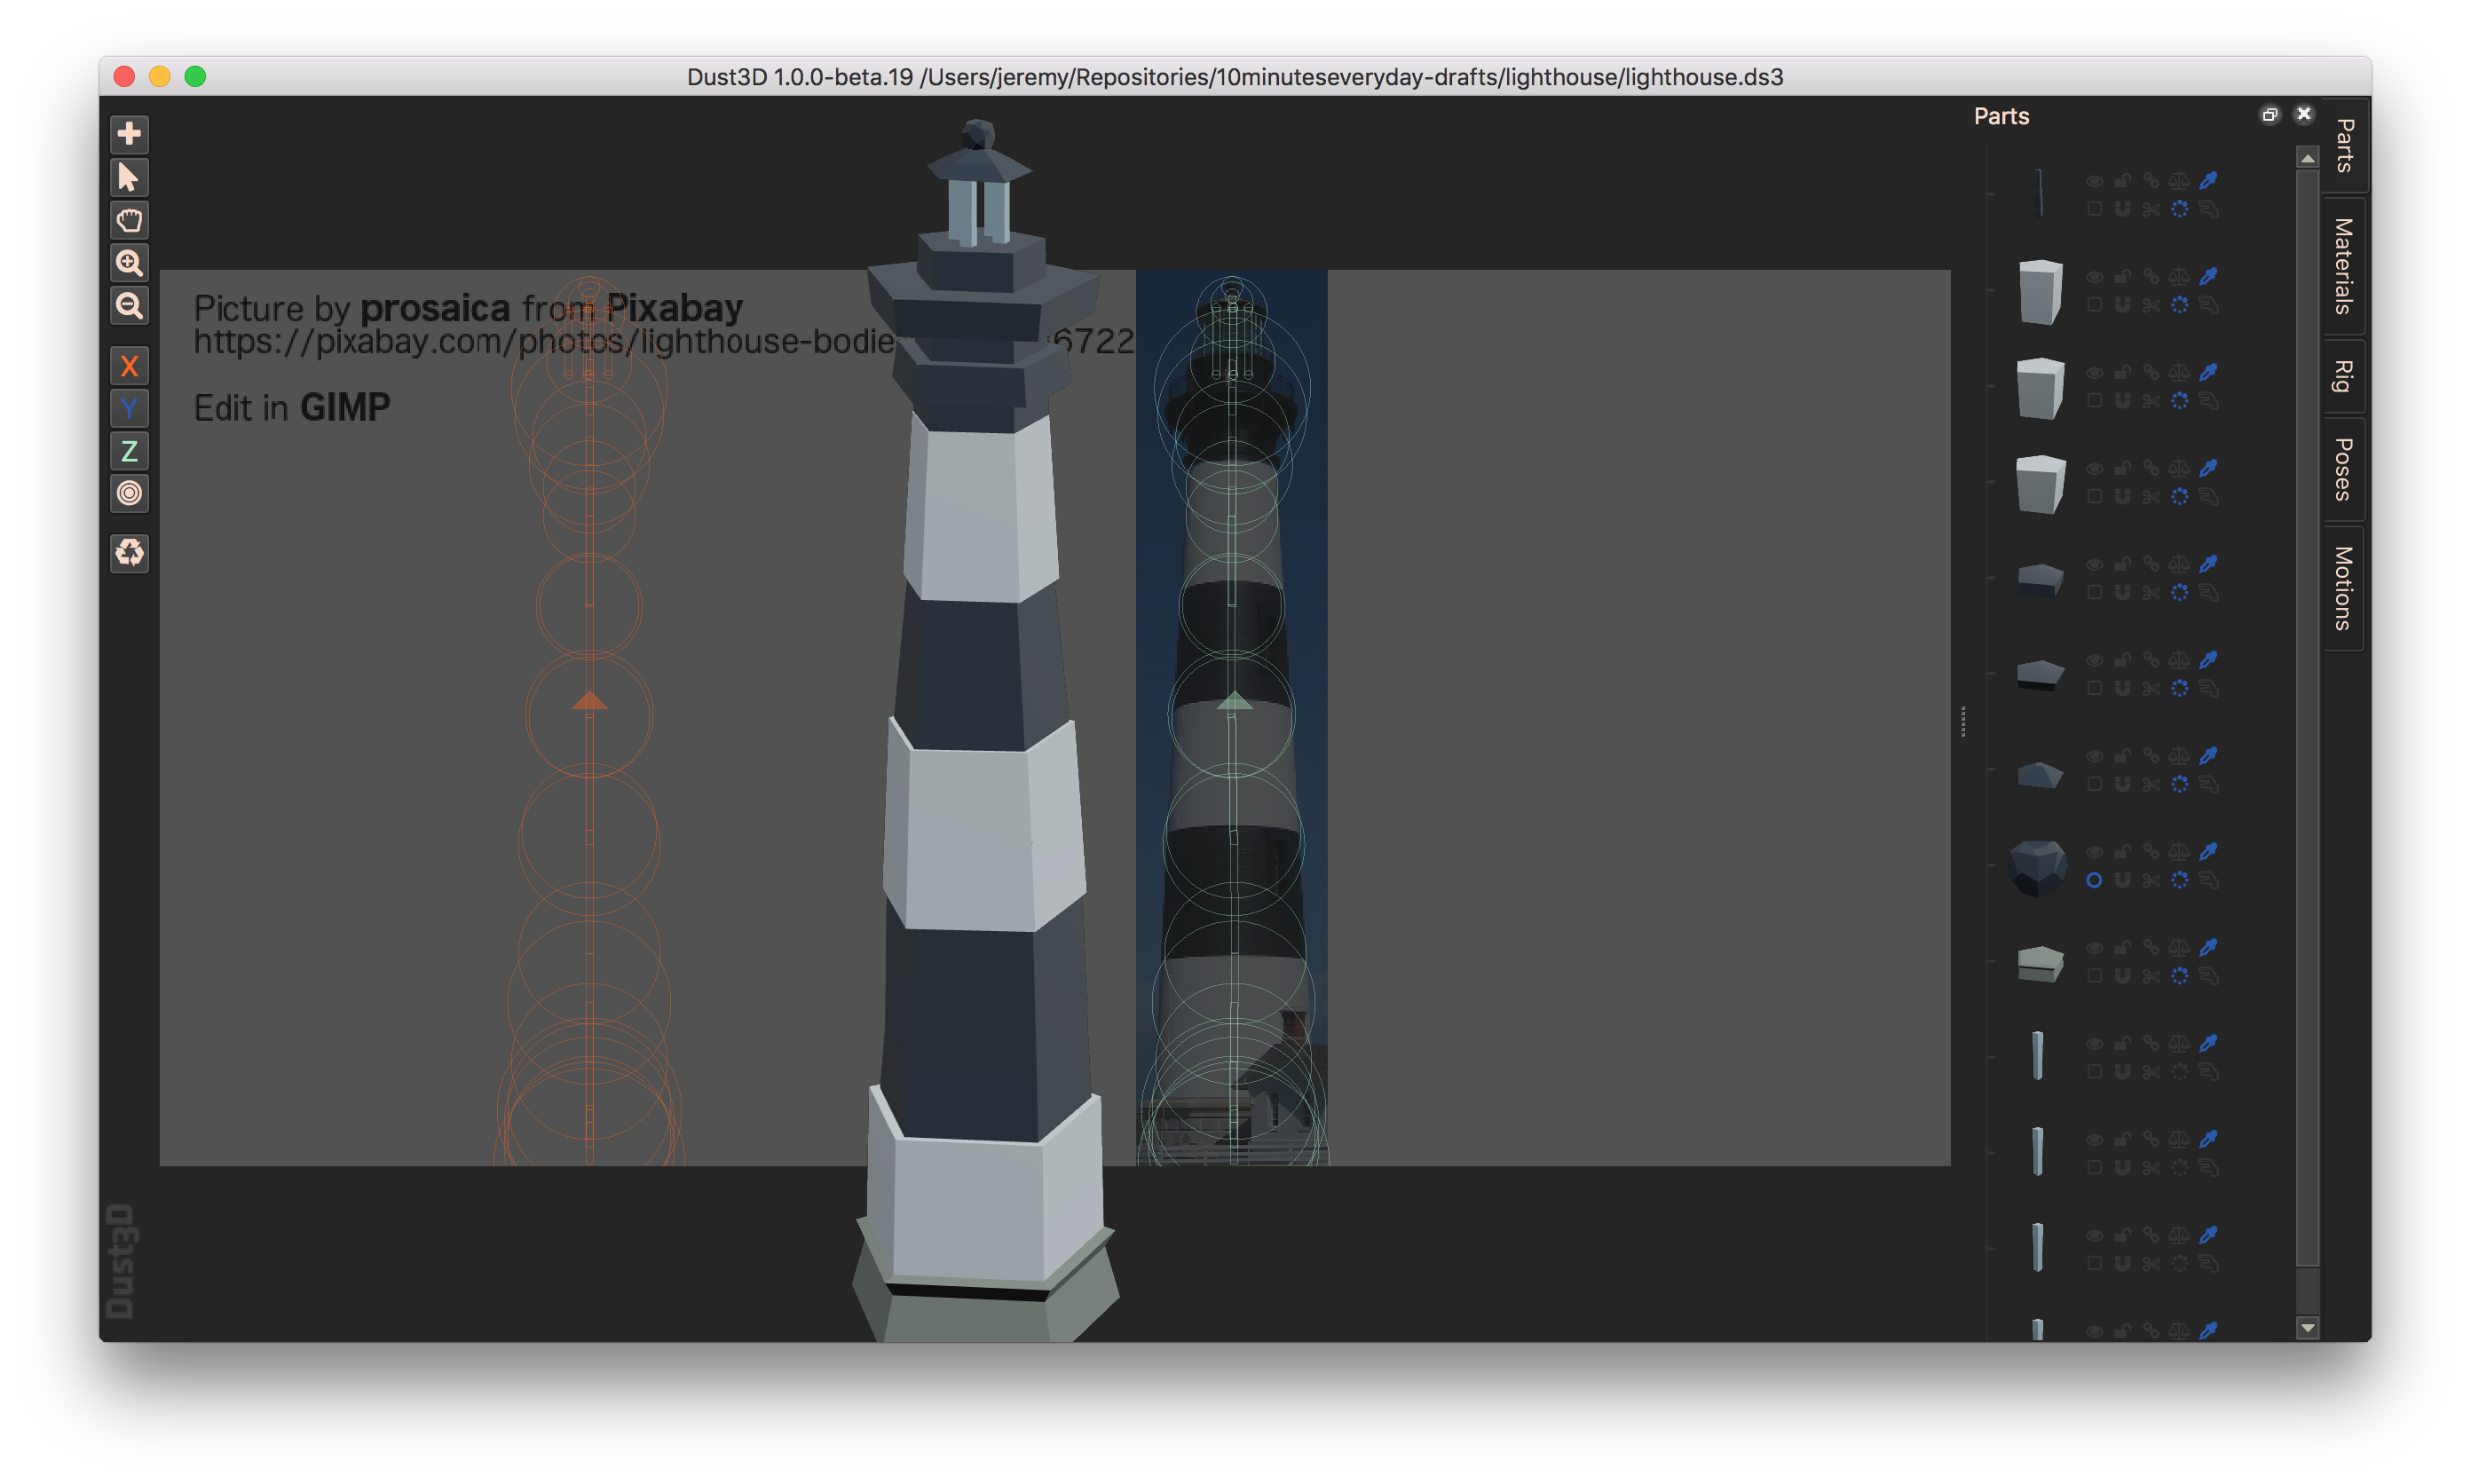 Dust3D 1.0.0-beta.19 /Users/jeremy/Repositories/10minuteseveryday-drafts/lighthouse/lighthouse.ds3
Parts
Picture by prosaica from Pixabay
https://pixabay.com/photos/lighthouse-bodie 6722
Edit in GIMP
X
Y
Z
Dust3D
Parts
Materials
Rig
Poses
Motions